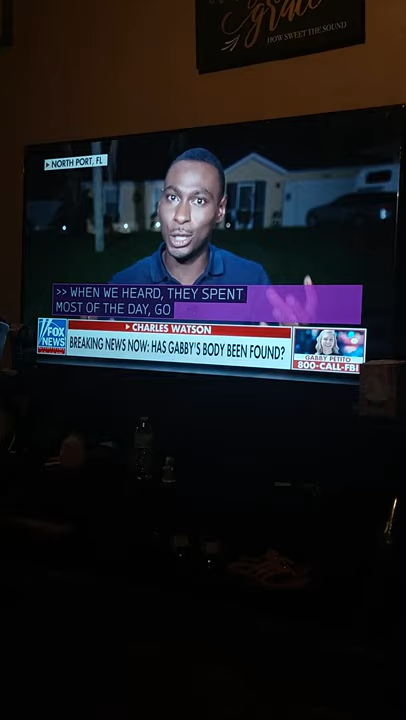 grace
HOW SWEET THE SOUND
▸ NORTH PORT, FL
>> WHEN WE HEARD, THEY SPENT
MOST OF THE DAY, GO
▸ CHARLES WATSON
FOX
NEWS
BREAKING NEWS NOW: HAS GABBY'S BODY BEEN FOUND?
GABBY PETITO
800-CALL-FBI